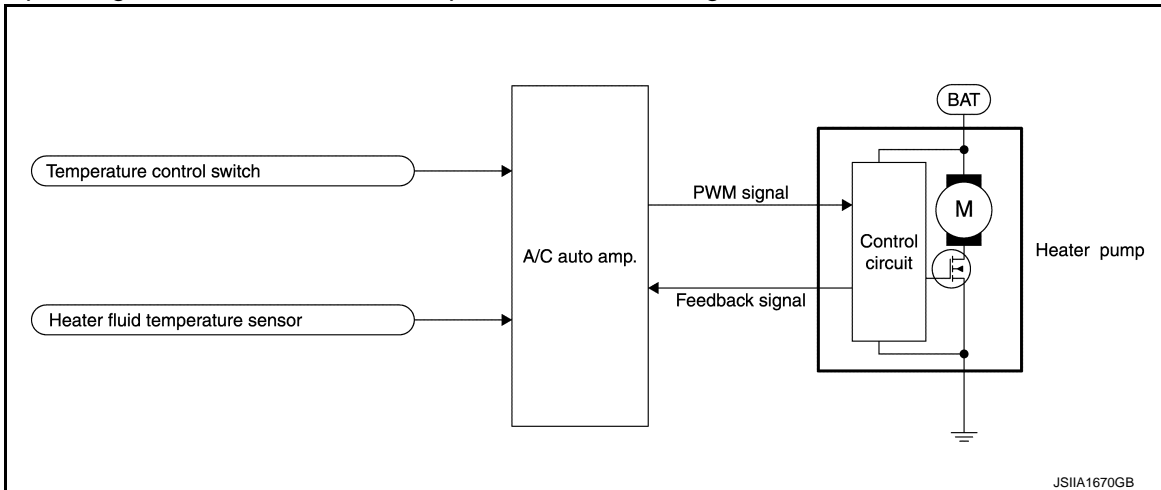 BAT
Temperature control switch
PWM signal
M
A/C auto amp.
Control
circuit
Heater pump
Feedback signal
Heater fluid temperature sensor
JSIIA1670GB